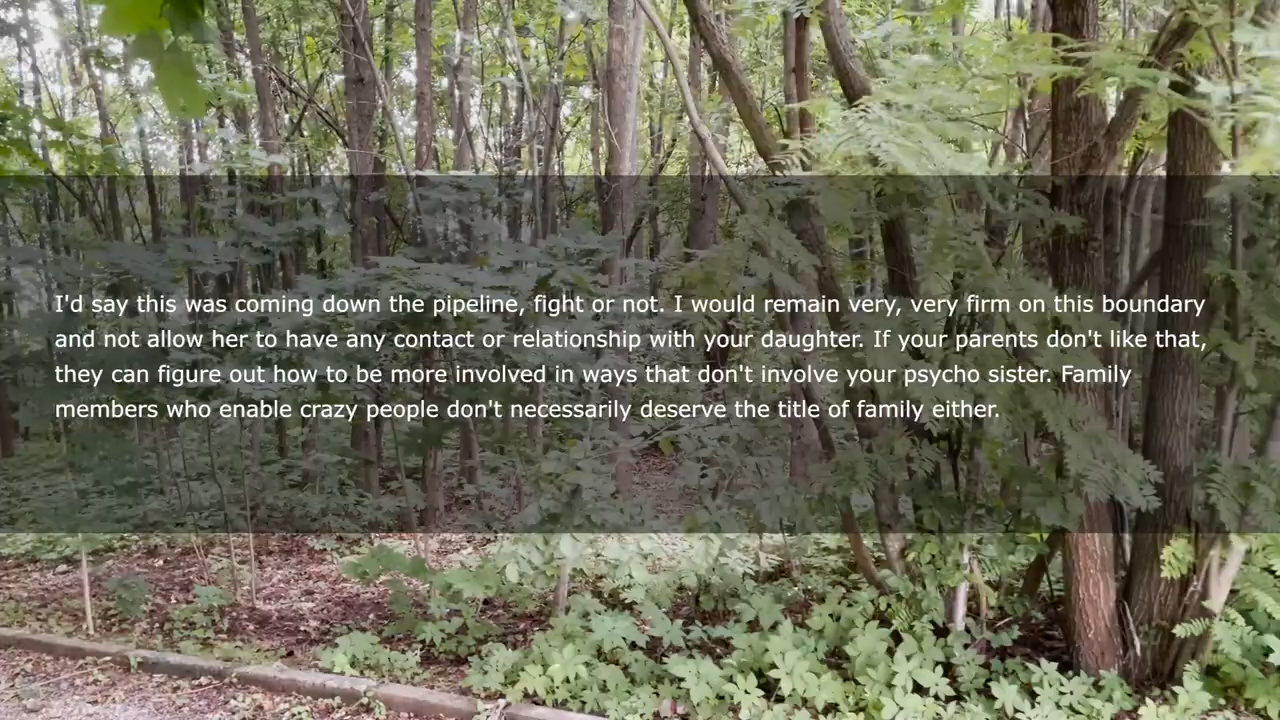 I'd say this was coming down the pipeline, fight or not. I would remain very, very firm on this boundary
and not allow her to have any contact or relationship with your daughter. If your parents don't like that,
they can figure out how to be more involved in ways that don't involve your psycho sister. Family
members who enable crazy people don't necessarily deserve the title of family either.